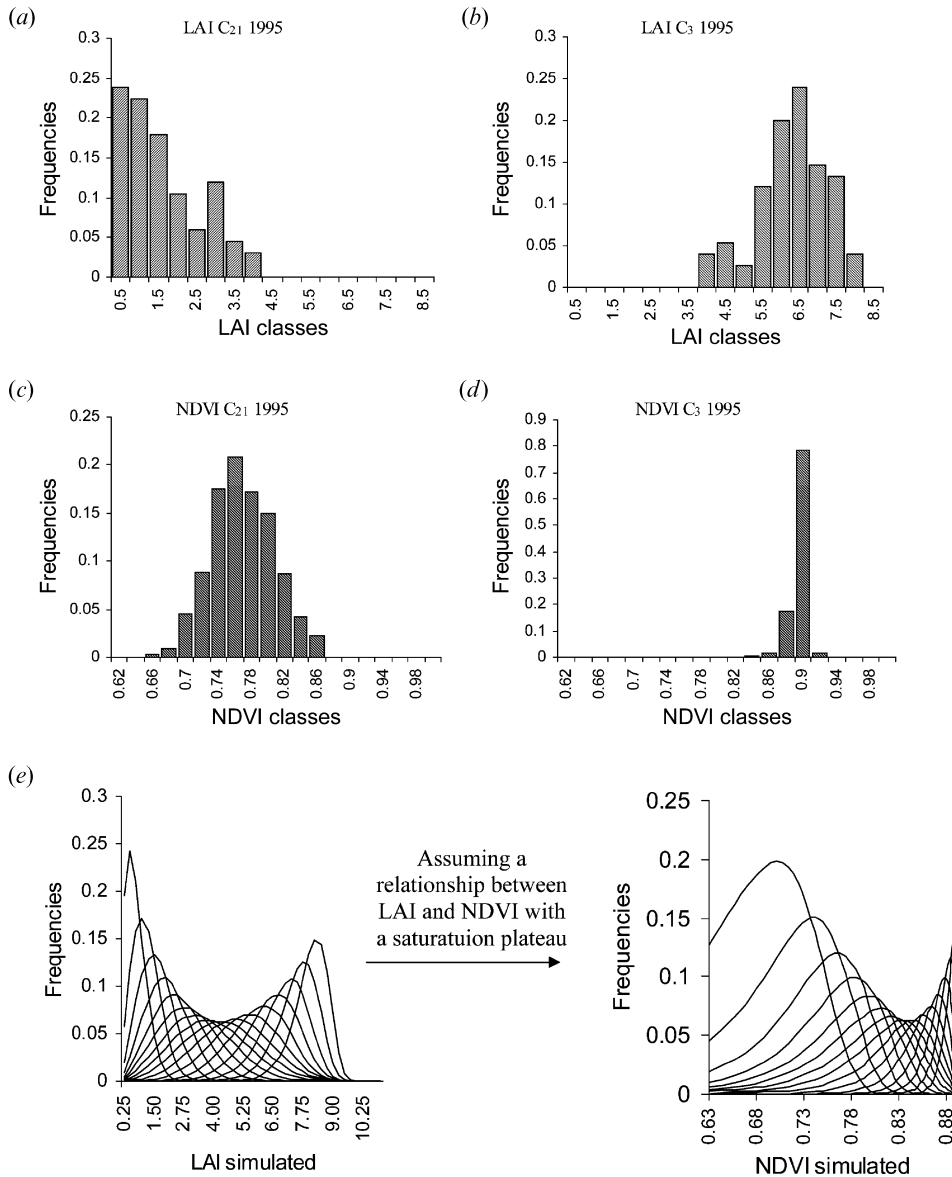 (a)
LAI C21 1995
0.3
0.25
0.2
0.15
0.1
0.05
0
Frequencies
0.5 1.5 2.5 3.5 4.5 5.5 6.5 7.5 8.5
LAI classes
(b)
LAI C3 1995
0.3
0.25
0.2
0.15
0.1
0.05
0
Frequencies
0.5 1.5 2.5 3.5 4.5 5.5 6.5 7.5 8.5
LAI classes
(c)
NDVI C21 1995
0.25
0.2
0.15
0.1
0.05
0
Frequencies
0.62 0.66 0.7 0.74 0.78 0.82 0.86 0.9 0.94 0.98
NDVI classes
(d)
NDVI C3 1995
0.9
0.8
0.7
0.6
0.5
0.4
0.3
0.2
0.1
0
Frequencies
0.62 0.66 0.7 0.74 0.78 0.82 0.86 0.9 0.94 0.98
NDVI classes
(e)
0.3
0.25
0.2
0.15
0.1
0.05
0
Frequencies
0.25 1.50 2.75 4.00 5.25 6.50 7.75 9.00 10.25
LAI simulated
Assuming a
relationship between
LAI and NDVI with
a saturatuion plateau
0.25
0.2
0.15
0.1
0.05
0
Frequencies
0.63 0.68 0.73 0.78 0.83 0.88
NDVI simulated